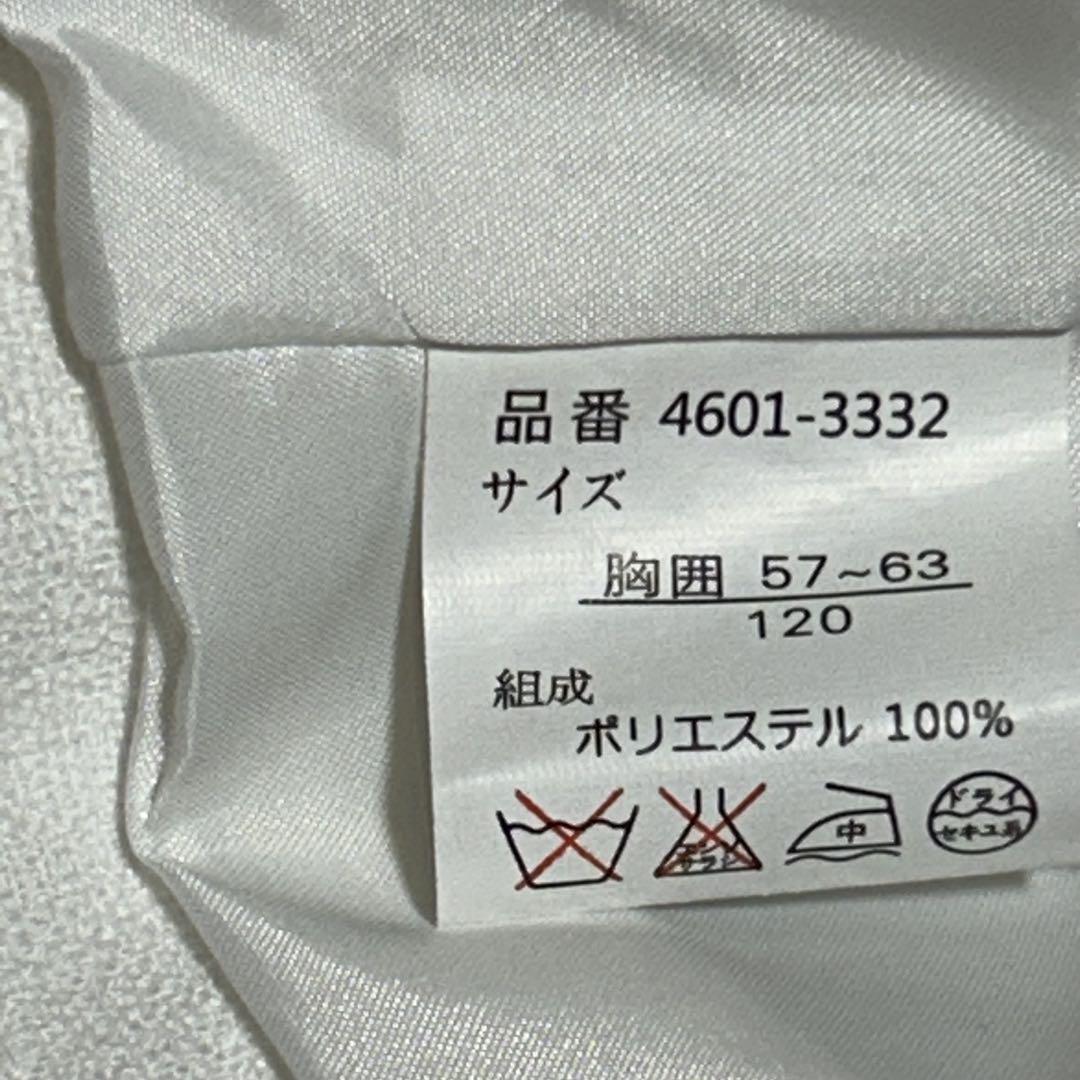 品番 4601-3332
サイズ
胸囲 57~63
120
組成
ポリエステル 100%
中
ドライ
セキユ系